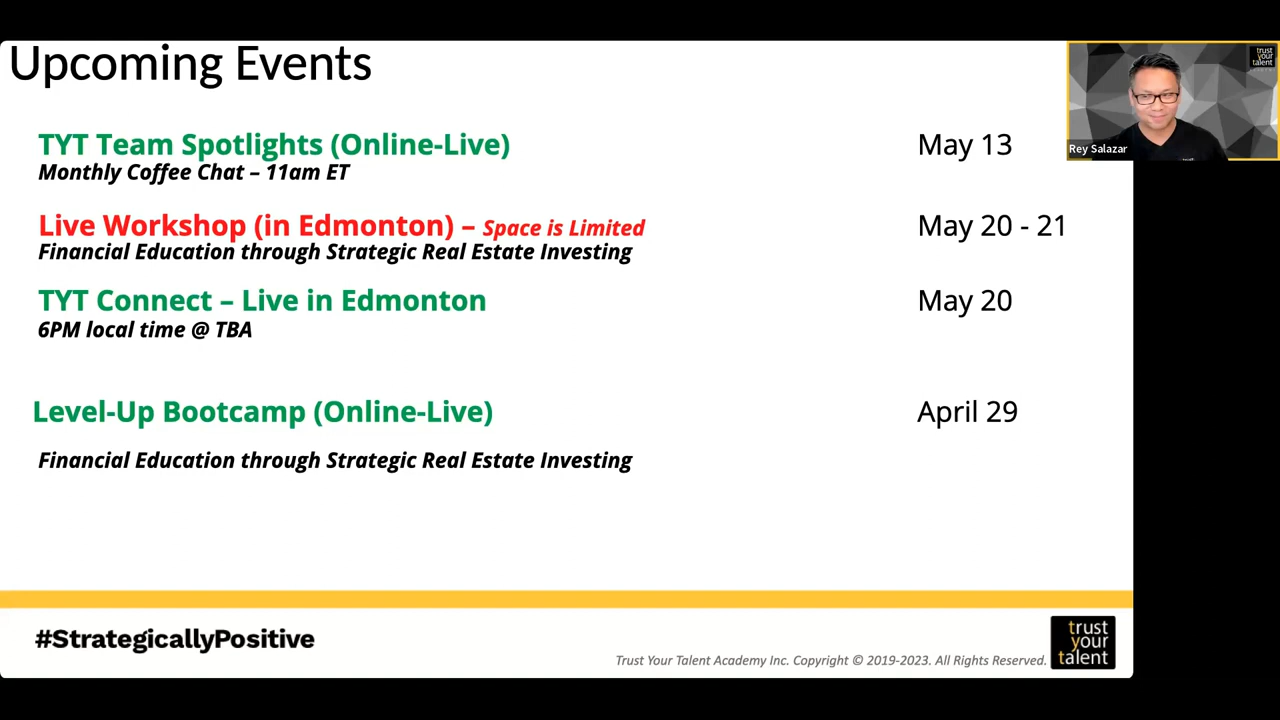 Upcoming Events
TYT Team Spotlights (Online-Live) May 13
Monthly Coffee Chat – 11am ET
Live Workshop (in Edmonton) – Space is Limited May 20 - 21
Financial Education through Strategic Real Estate Investing
TYT Connect – Live in Edmonton May 20
6PM local time @ TBA
Level-Up Bootcamp (Online-Live) April 29
Financial Education through Strategic Real Estate Investing
#StrategicallyPositive
Trust Your Talent Academy Inc. Copyright © 2019-2023. All Rights Reserved.
trust
your
talent
trust
your
talent
Rey Salazar